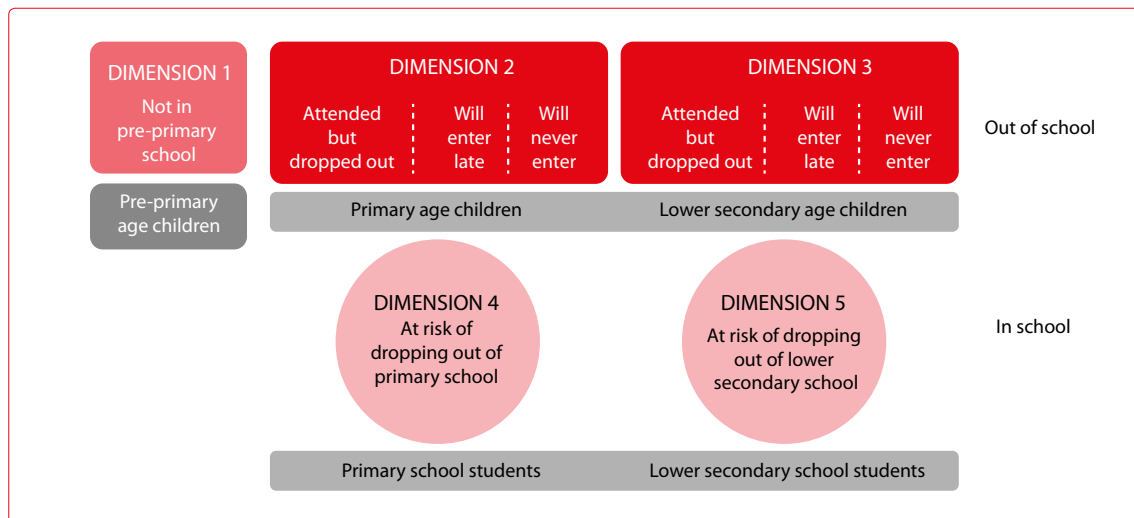 DIMENSION 1
Not in
pre-primary
school
Pre-primary
age children
DIMENSION 2
Attended
but
dropped out
Will
enter
late
Will
never
enter
DIMENSION 3
Attended
but
dropped out
Will
enter
late
Will
never
enter
Out of school
Primary age children
Lower secondary age children
DIMENSION 4
At risk of
dropping out of
primary school
DIMENSION 5
At risk of dropping
out of lower
secondary school
In school
Primary school students
Lower secondary school students